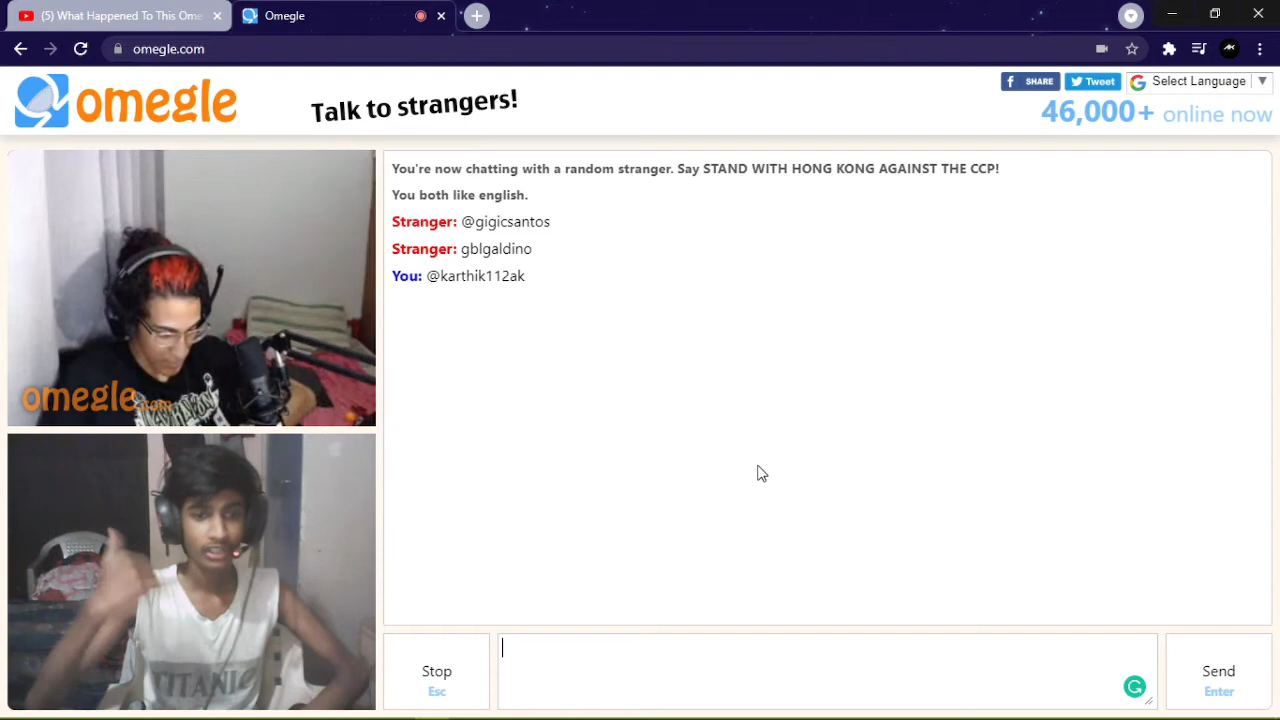 (5) What Happened To This Ome
Omegle
omegle.com
omegle
Talk to strangers!
SHARE
Tweet
Select Language
46,000+ online now
You're now chatting with a random stranger. Say STAND WITH HONG KONG AGAINST THE CCP!
You both like english.
Stranger: @gigicsantos
Stranger: gblgaldino
You: @karthik112ak
omegle.com
TITANIC
Stop
Esc
Send
Enter